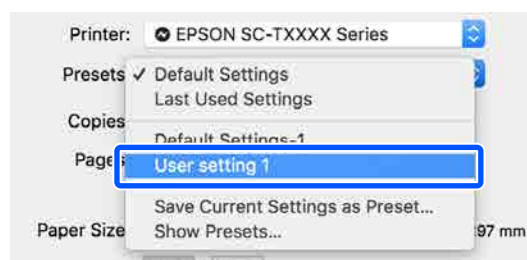 Printer: EPSON SC-TXXXX Series
Presets ✓ Default Settings
Last Used Settings
Copies
Default Settings-1
Pages
User setting 1
Save Current Settings as Preset...
Paper Size
Show Presets...
97 mm